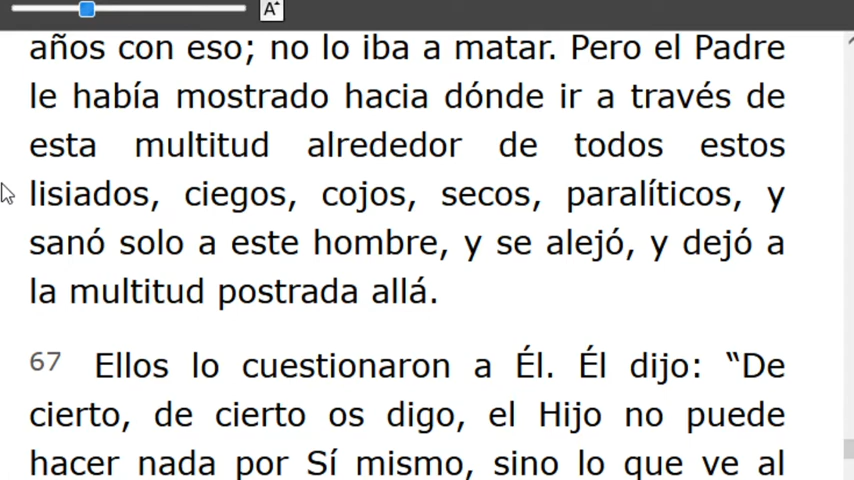 A
años con eso; no lo iba a matar. Pero el Padre
le había mostrado hacia dónde ir a través de
esta multitud alrededor de todos estos
lisiados, ciegos, cojos, secos, paralíticos, y
sanó solo a este hombre, y se alejó, y dejó a
la multitud postrada allá.
67 Ellos lo cuestionaron a Él. Él dijo: “De
cierto, de cierto os digo, el Hijo no puede
hacer nada por Sí mismo, sino lo que ve al